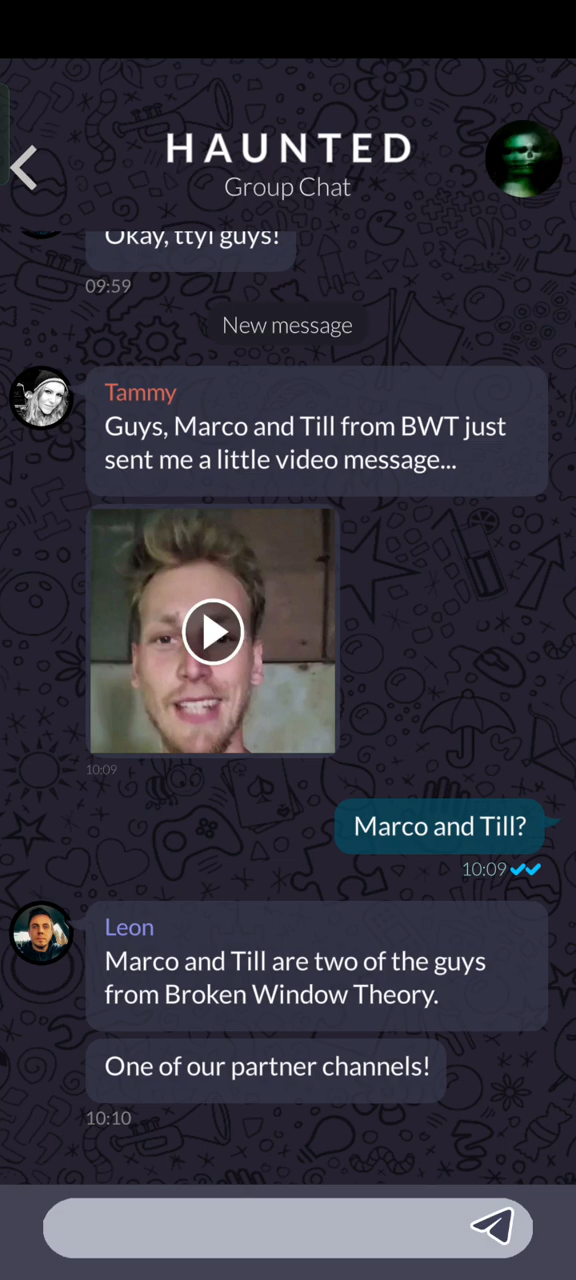 HAUNTED
Group Chat
Okay, ttyl guys!
09:59
New message
Tammy
Guys, Marco and Till from BWT just
sent me a little video message...
10:09
Marco and Till?
10:09
Leon
Marco and Till are two of the guys
from Broken Window Theory.
One of our partner channels!
10:10